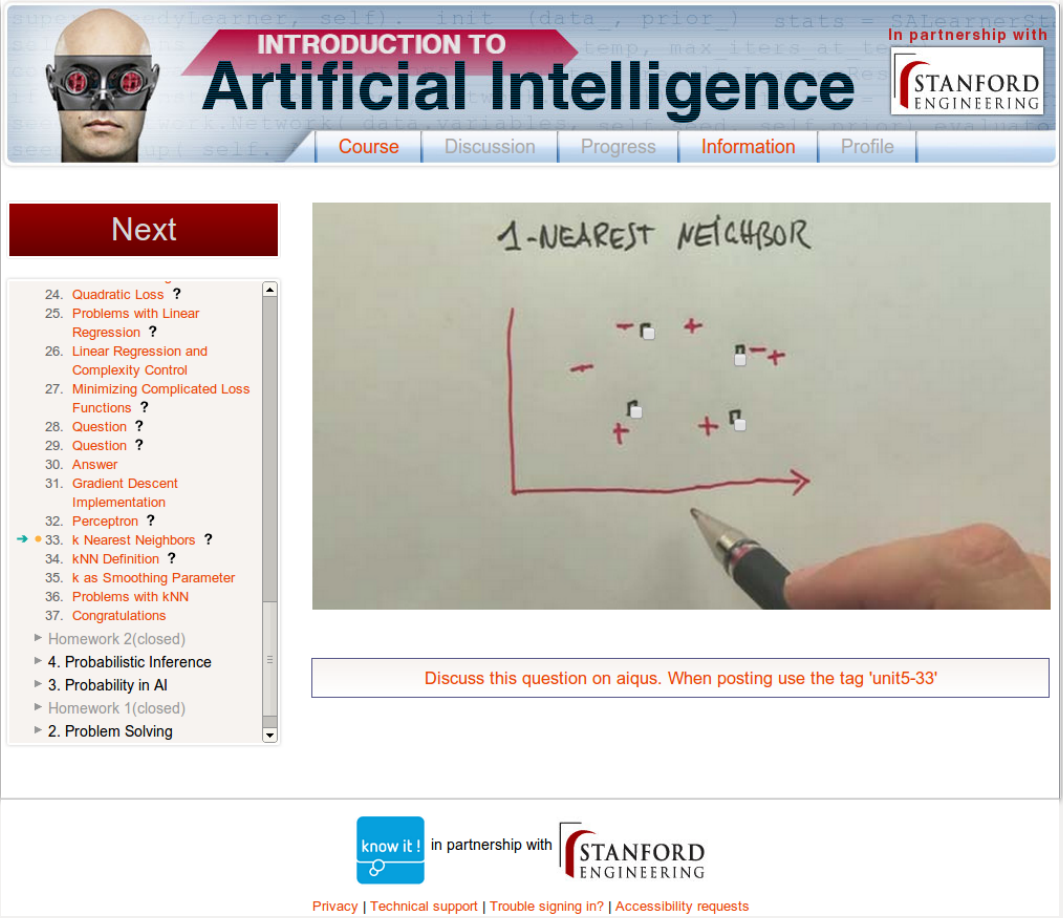 In partnership with
INTRODUCTION TO
Artificial Intelligence
STANFORD
ENGINEERING
Course Discussion Progress Information Profile
Next
24. Quadratic Loss ?
25. Problems with Linear
Regression ?
26. Linear Regression and
Complexity Control
27. Minimizing Complicated Loss
Functions ?
28. Question ?
29. Question ?
30. Answer
31. Gradient Descent
Implementation
32. Perceptron ?
33. k Nearest Neighbors ?
34. kNN Definition ?
35. k as Smoothing Parameter
36. Problems with kNN
37. Congratulations
Homework 2(closed)
4. Probabilistic Inference
3. Probability in AI
Homework 1(closed)
2. Problem Solving
1-NEAREST NEIGHBOR
- +
- +
-
+ +
Discuss this question on aiqus. When posting use the tag 'unit5-33'
know it! in partnership with STANFORD
ENGINEERING
Privacy | Technical support | Trouble signing in? | Accessibility requests